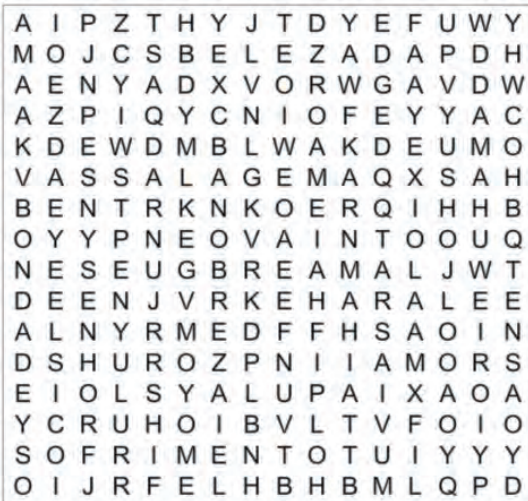 A I P Z T H Y J T D Y E F U W Y
M O J C S B E L E Z A D A P D H
A E N Y A D X V O R W G A V D W
A Z P I Q Y C N I O F E Y Y A C
K D E W D M B L W A K D E U M O
V A S S A L A G E M A Q X S A H
B E N T R K N K O E R Q I H H B
O Y Y P N E O V A I N T O O U Q
N E S E U G B R E A M A L J W T
D E E N J V R K E H A R A L E E
A L N Y R M E D F F H S A O I N
D S H U R O Z P N I I A M O R S
E I O L S Y A L U P A I X A O A
Y C R U H O I B V L T V F O I O
S O F R I M E N T O T U I Y Y Y
O I J R F E L H B H B M L Q P D